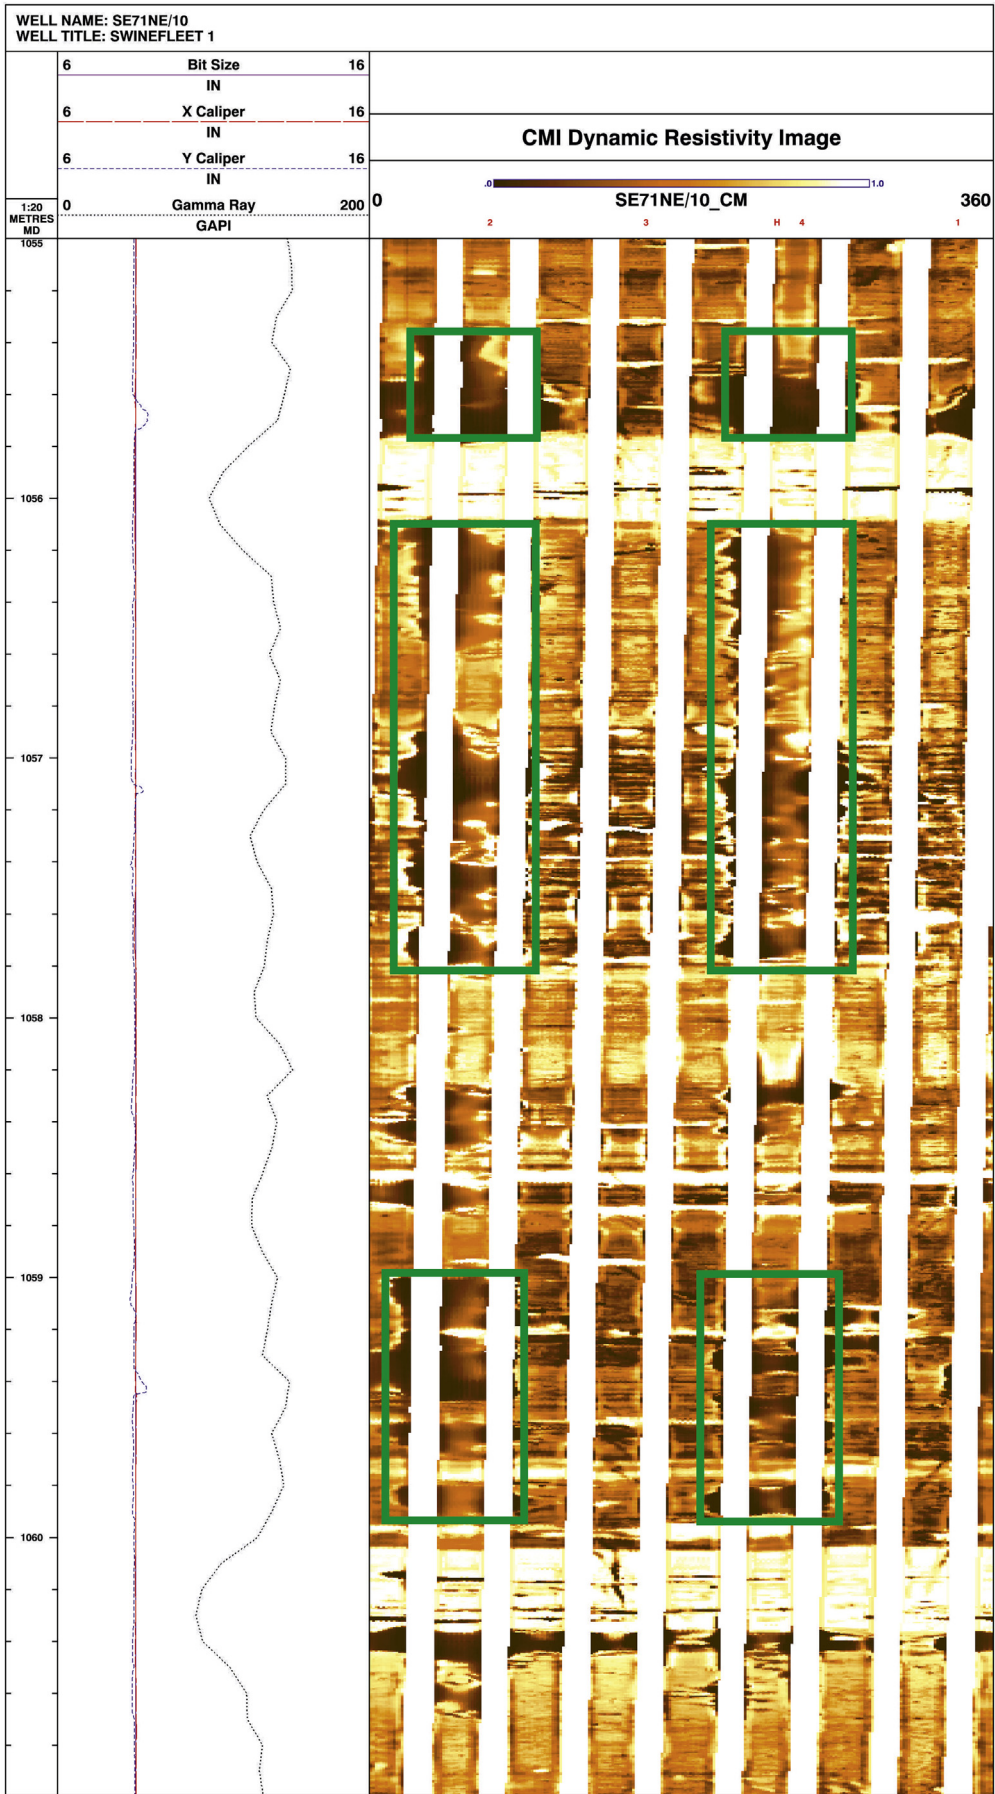 WELL NAME: SE71NE/10
WELL TITLE: SWINEFLEET 1
6 Bit Size 16
IN
6 X Caliper 16
IN
CMI Dynamic Resistivity Image
6 Y Caliper 16
IN
.0 1.0
1:20
METRES
MD
0 Gamma Ray 200
GAPI
0 SE71NE/10_CM 360
2 3 H 4 1
1055
1056
1057
1058
1059
1060